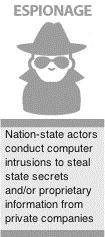 ESPIONAGE
Nation-state actors
conduct computer
intrusions to steal
state secrets
and/or proprietary
information from
private companies